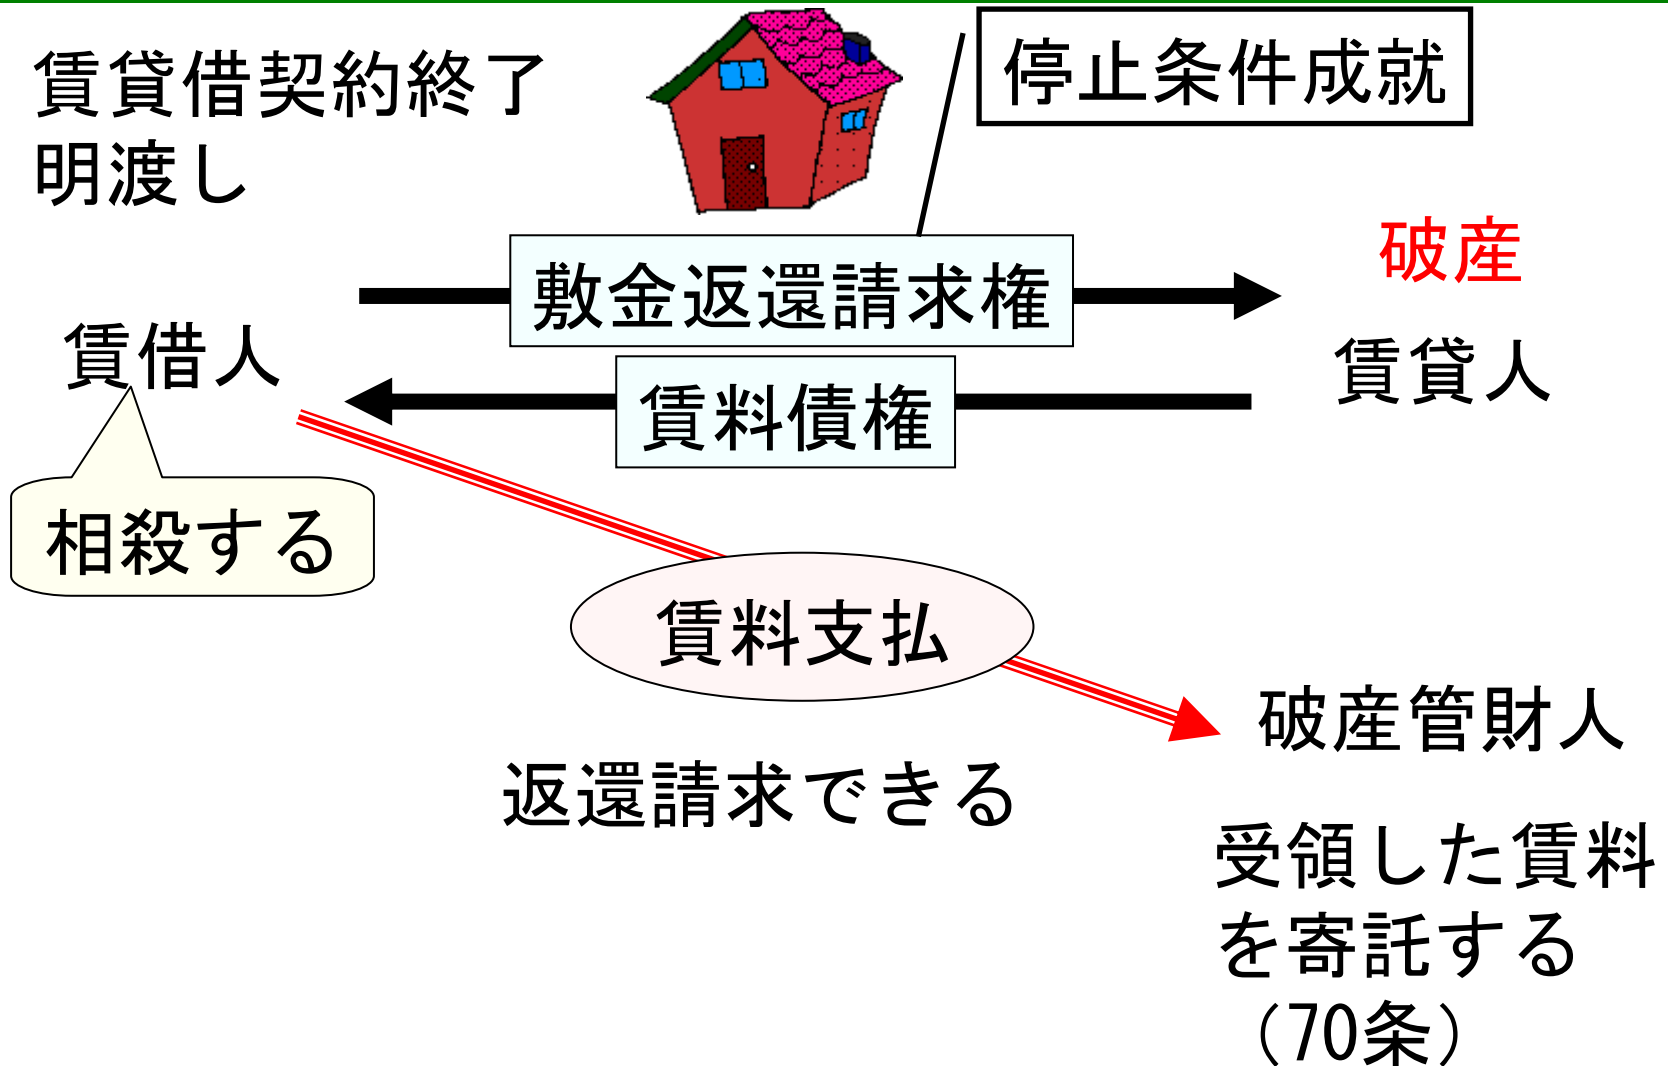 賃貸借契約終了
明渡し
停止条件成就
破産
敷金返還請求権
賃借人
賃貸人
賃料債権
相殺する
賃料支払
破産管財人
返還請求できる
受領した賃料
を寄託する
（70条）